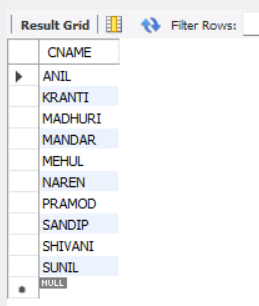 Result Grid Filter Rows:
CNAME
ANIL
KRANTI
MADHURI
MANDAR
MEHUL
NAREN
PRAMOD
SANDIP
SHIVANI
SUNIL
NULL